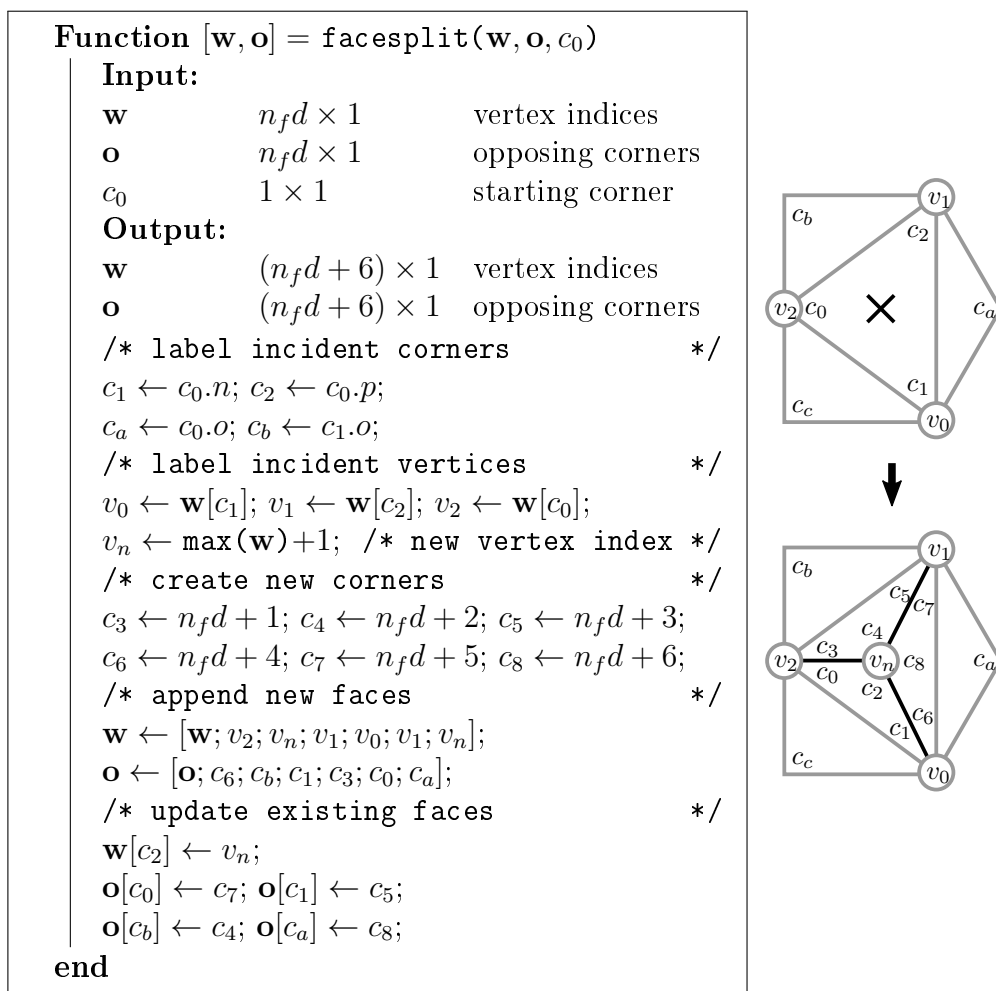 Function [w, o] = facesplit(w, o, c₀)
Input:
w n_f d × 1 vertex indices
o n_f d × 1 opposing corners
c₀ 1 × 1 starting corner
Output:
w (n_f d + 6) × 1 vertex indices
o (n_f d + 6) × 1 opposing corners
/* label incident corners */
c₁ ← c₀.n; c₂ ← c₀.p;
c_a ← c₀.o; c_b ← c₁.o;
/* label incident vertices */
v₀ ← w[c₁]; v₁ ← w[c₂]; v₂ ← w[c₀];
v_n ← max(w)+1; /* new vertex index */
/* create new corners */
c₃ ← n_f d + 1; c₄ ← n_f d + 2; c₅ ← n_f d + 3;
c₆ ← n_f d + 4; c₇ ← n_f d + 5; c₈ ← n_f d + 6;
/* append new faces */
w ← [w; v₂; v_n; v₁; v₀; v₁; v_n];
o ← [o; c₆; c_b; c₁; c₃; c₀; c_a];
/* update existing faces */
w[c₂] ← v_n;
o[c₀] ← c₇; o[c₁] ← c₅;
o[c_b] ← c₄; o[c_a] ← c₈;
end
v₁
c_b
c₂
v₂ c₀ c_a
c₁
c_c
v₀
v₁
c_b
c₅ c₇
c₄
c₃
v₂ v_n c₈ c_a
c₀
c₂
c₆
c₁
c_c
v₀